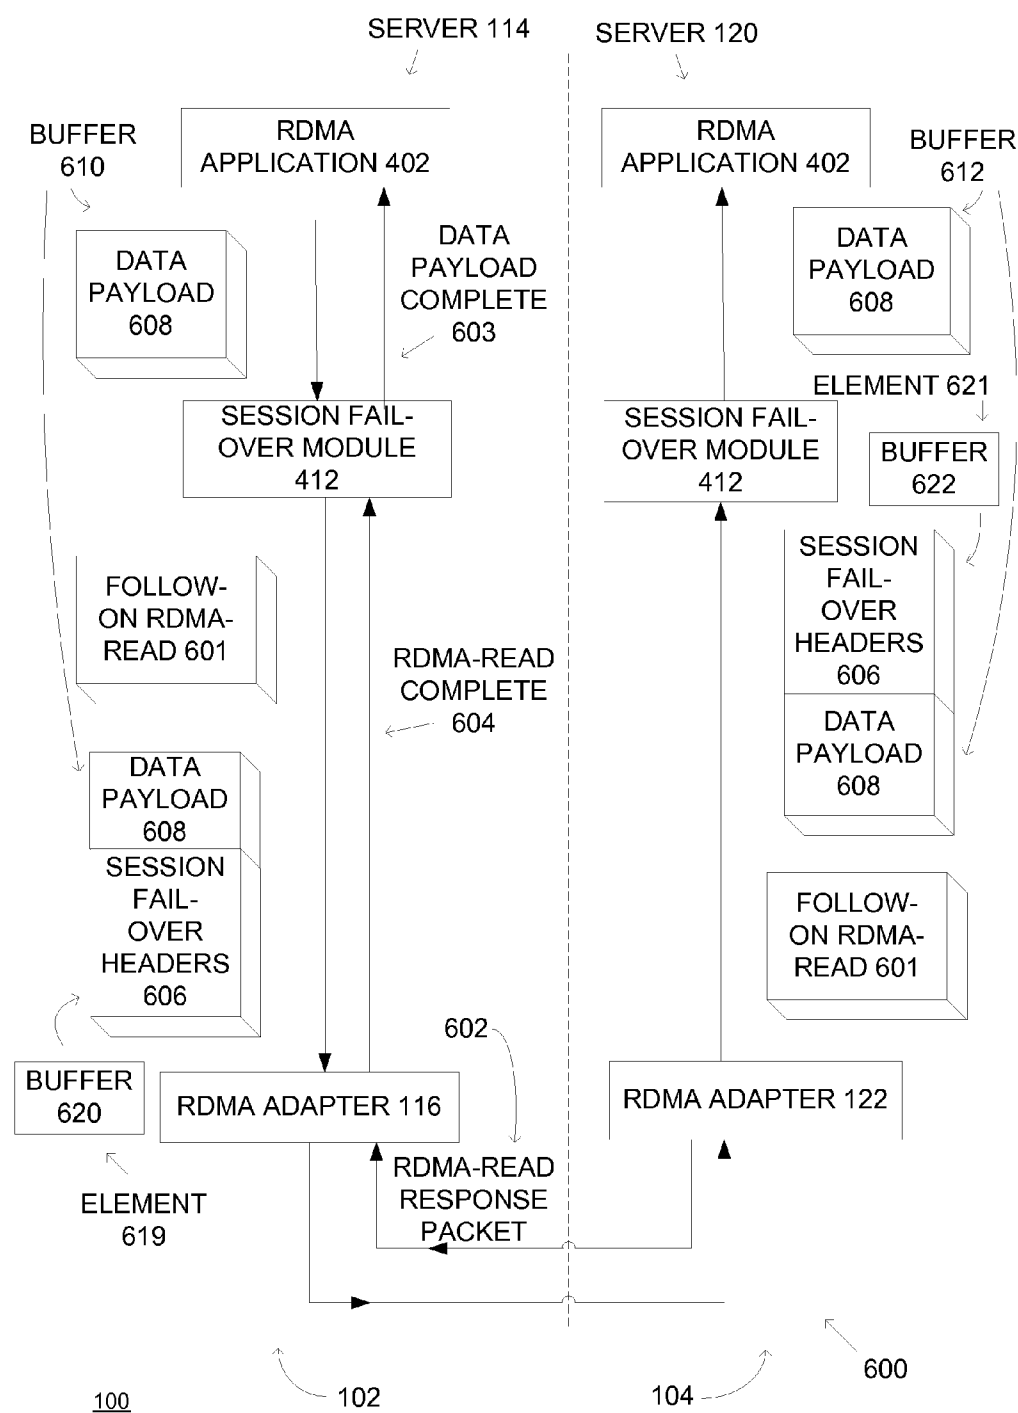 SERVER 114
SERVER 120
RDMA
APPLICATION 402
RDMA
APPLICATION 402
BUFFER
610
BUFFER
612
DATA
PAYLOAD
608
DATA
PAYLOAD
COMPLETE
603
DATA
PAYLOAD
608
ELEMENT 621
SESSION FAIL-
OVER MODULE
412
SESSION FAIL-
OVER MODULE
412
BUFFER
622
FOLLOW-
ON RDMA-
READ 601
SESSION
FAIL-
OVER
HEADERS
606
RDMA-READ
COMPLETE
604
DATA
PAYLOAD
608
DATA
PAYLOAD
608
SESSION
FAIL-
OVER
HEADERS
606
FOLLOW-
ON RDMA-
READ 601
602
BUFFER
620
RDMA ADAPTER 116
RDMA ADAPTER 122
RDMA-READ
RESPONSE
PACKET
ELEMENT
619
600
100
102
104